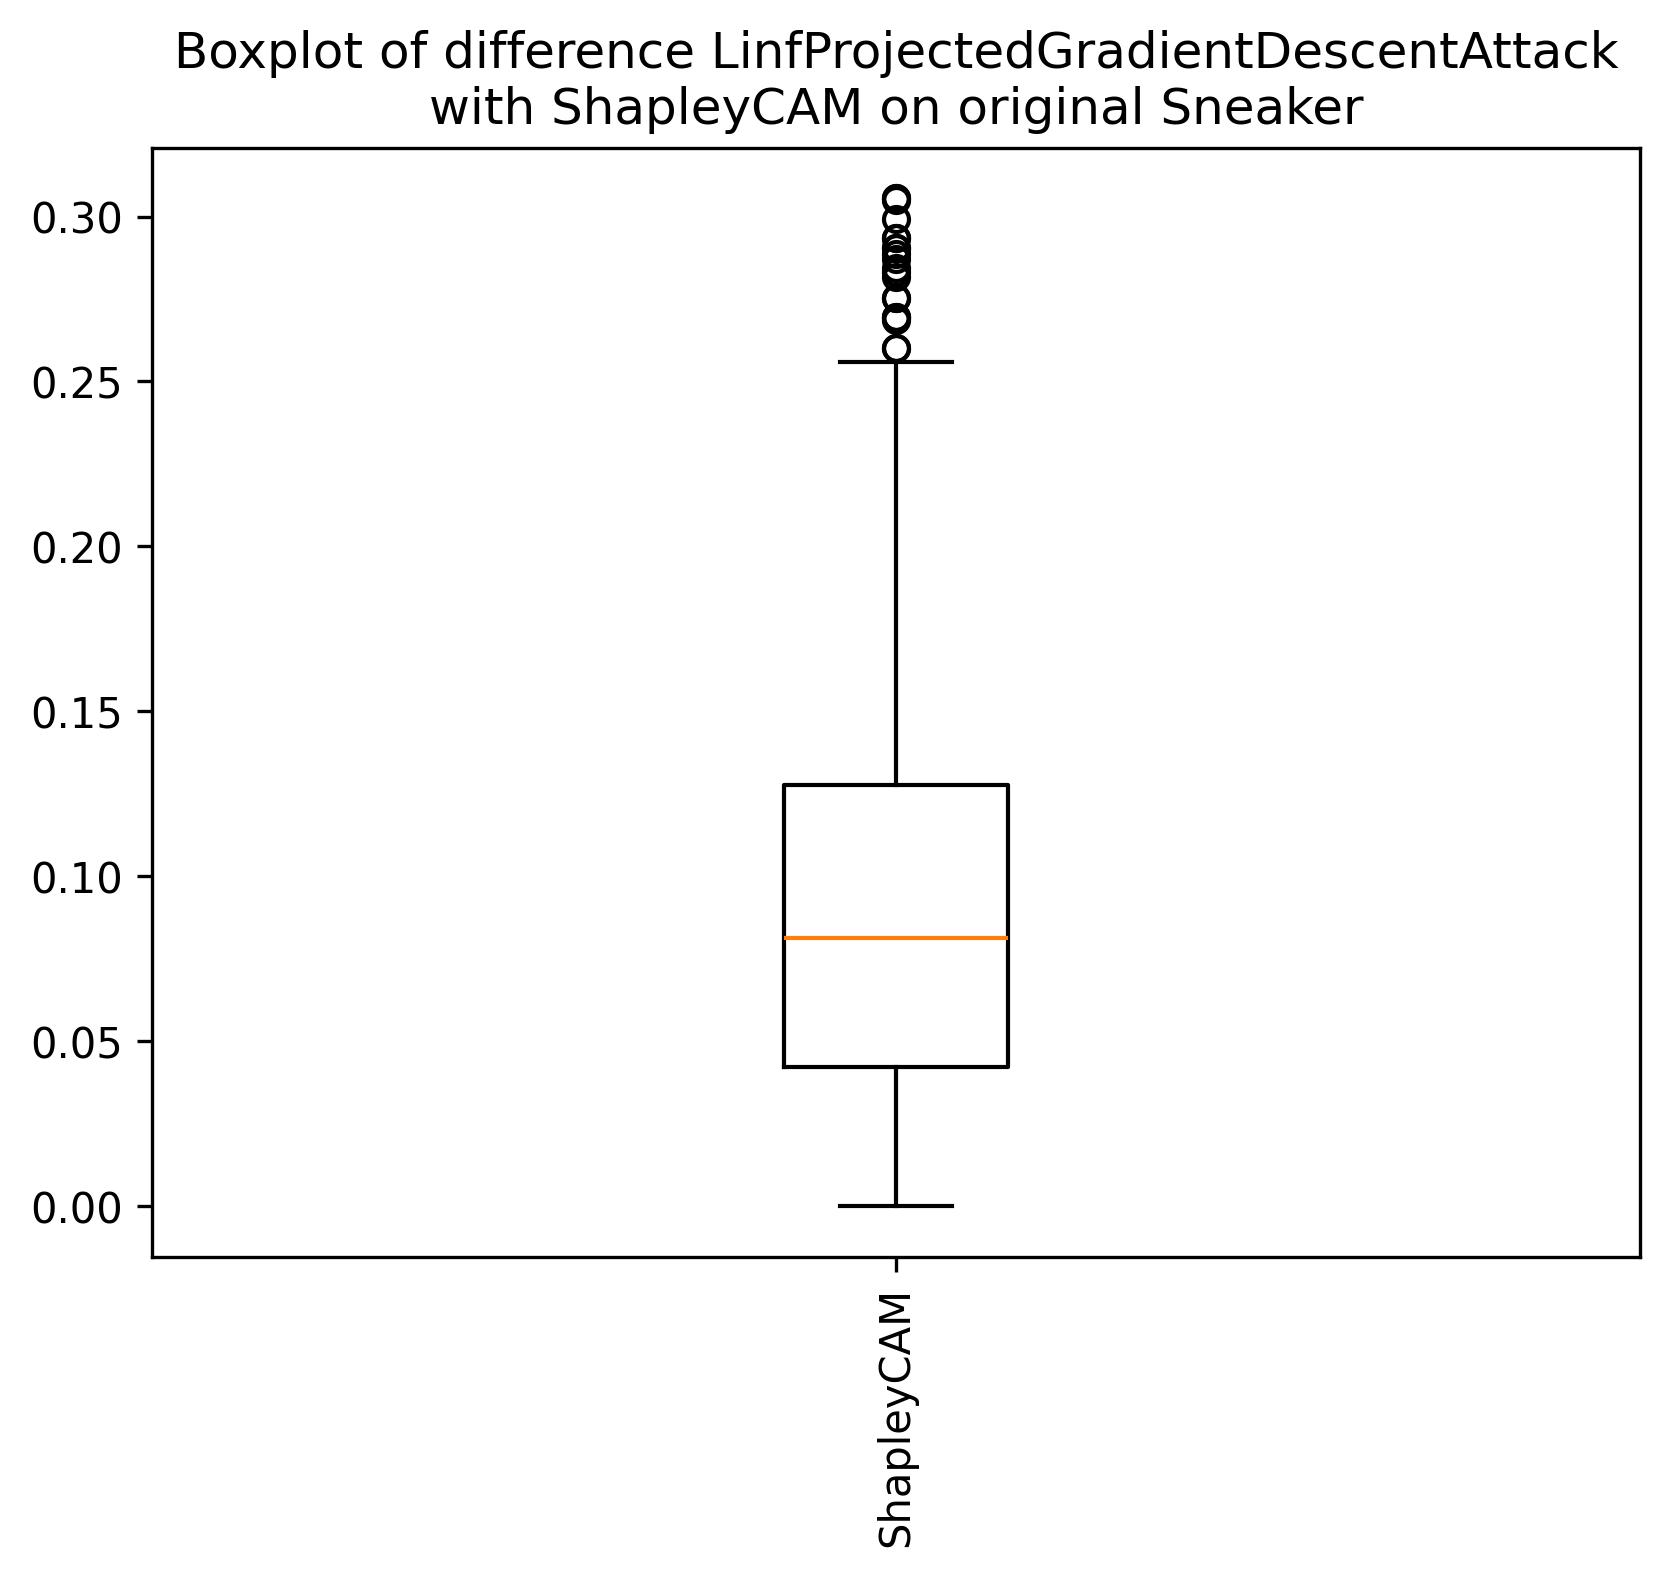 Boxplot of difference LinfProjectedGradientDescentAttack
with ShapleyCAM on original Sneaker
0.30
0.25
0.20
0.15
0.10
0.05
0.00
ShapleyCAM